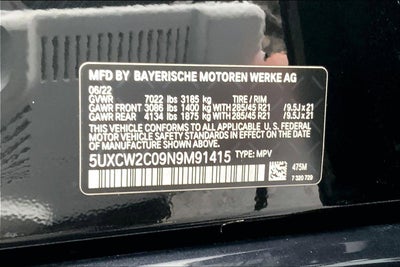 MFD BY BAYERISCHE MOTOREN WERKE AG
06/22
GVWR 7022 lbs 3185 kg TIRE / RIM
GAWR FRONT 3086 lbs 1400 kg - 285/45 R21 /9.5J x 21
GAWR REAR 4134 lbs 1875 kg - 285/45 R21 /9.5J x 21
THIS VEHICLE CONFORMS TO ALL APPLICABLE U.S. FEDERAL
MOTOR VEHICLE SAFETY STANDARDS IN EFFECT ON THE DATE
OF MANUFACTURE SHOWN ABOVE.
5UXCW2C09N9M91415 TYPE: MPV
475M
7 320 729